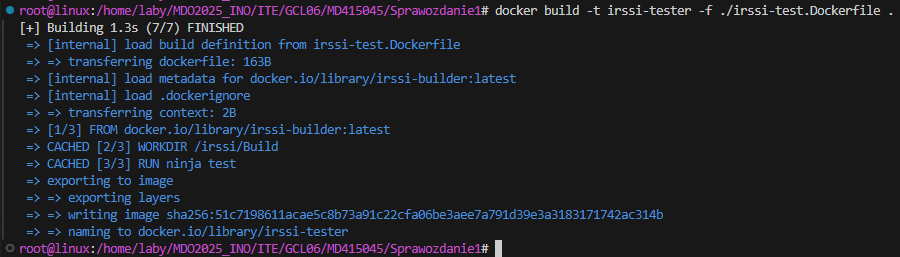 root@linux:/home/laby/MDO2025_INO/ITE/GCL06/MD415045/Sprawozdanie1# docker build -t irssi-tester -f ./irssi-test.Dockerfile .
[+] Building 1.3s (7/7) FINISHED
=> [internal] load build definition from irssi-test.Dockerfile
=> => transferring dockerfile: 163B
=> [internal] load metadata for docker.io/library/irssi-builder:latest
=> [internal] load .dockerignore
=> => transferring context: 2B
=> [1/3] FROM docker.io/library/irssi-builder:latest
=> CACHED [2/3] WORKDIR /irssi/Build
=> CACHED [3/3] RUN ninja test
=> exporting to image
=> => exporting layers
=> => writing image sha256:51c7198611acae5c8b73a91c22cfa06be3aee7a791d39e3a3183171742ac314b
=> => naming to docker.io/library/irssi-tester
root@linux:/home/laby/MDO2025_INO/ITE/GCL06/MD415045/Sprawozdanie1#